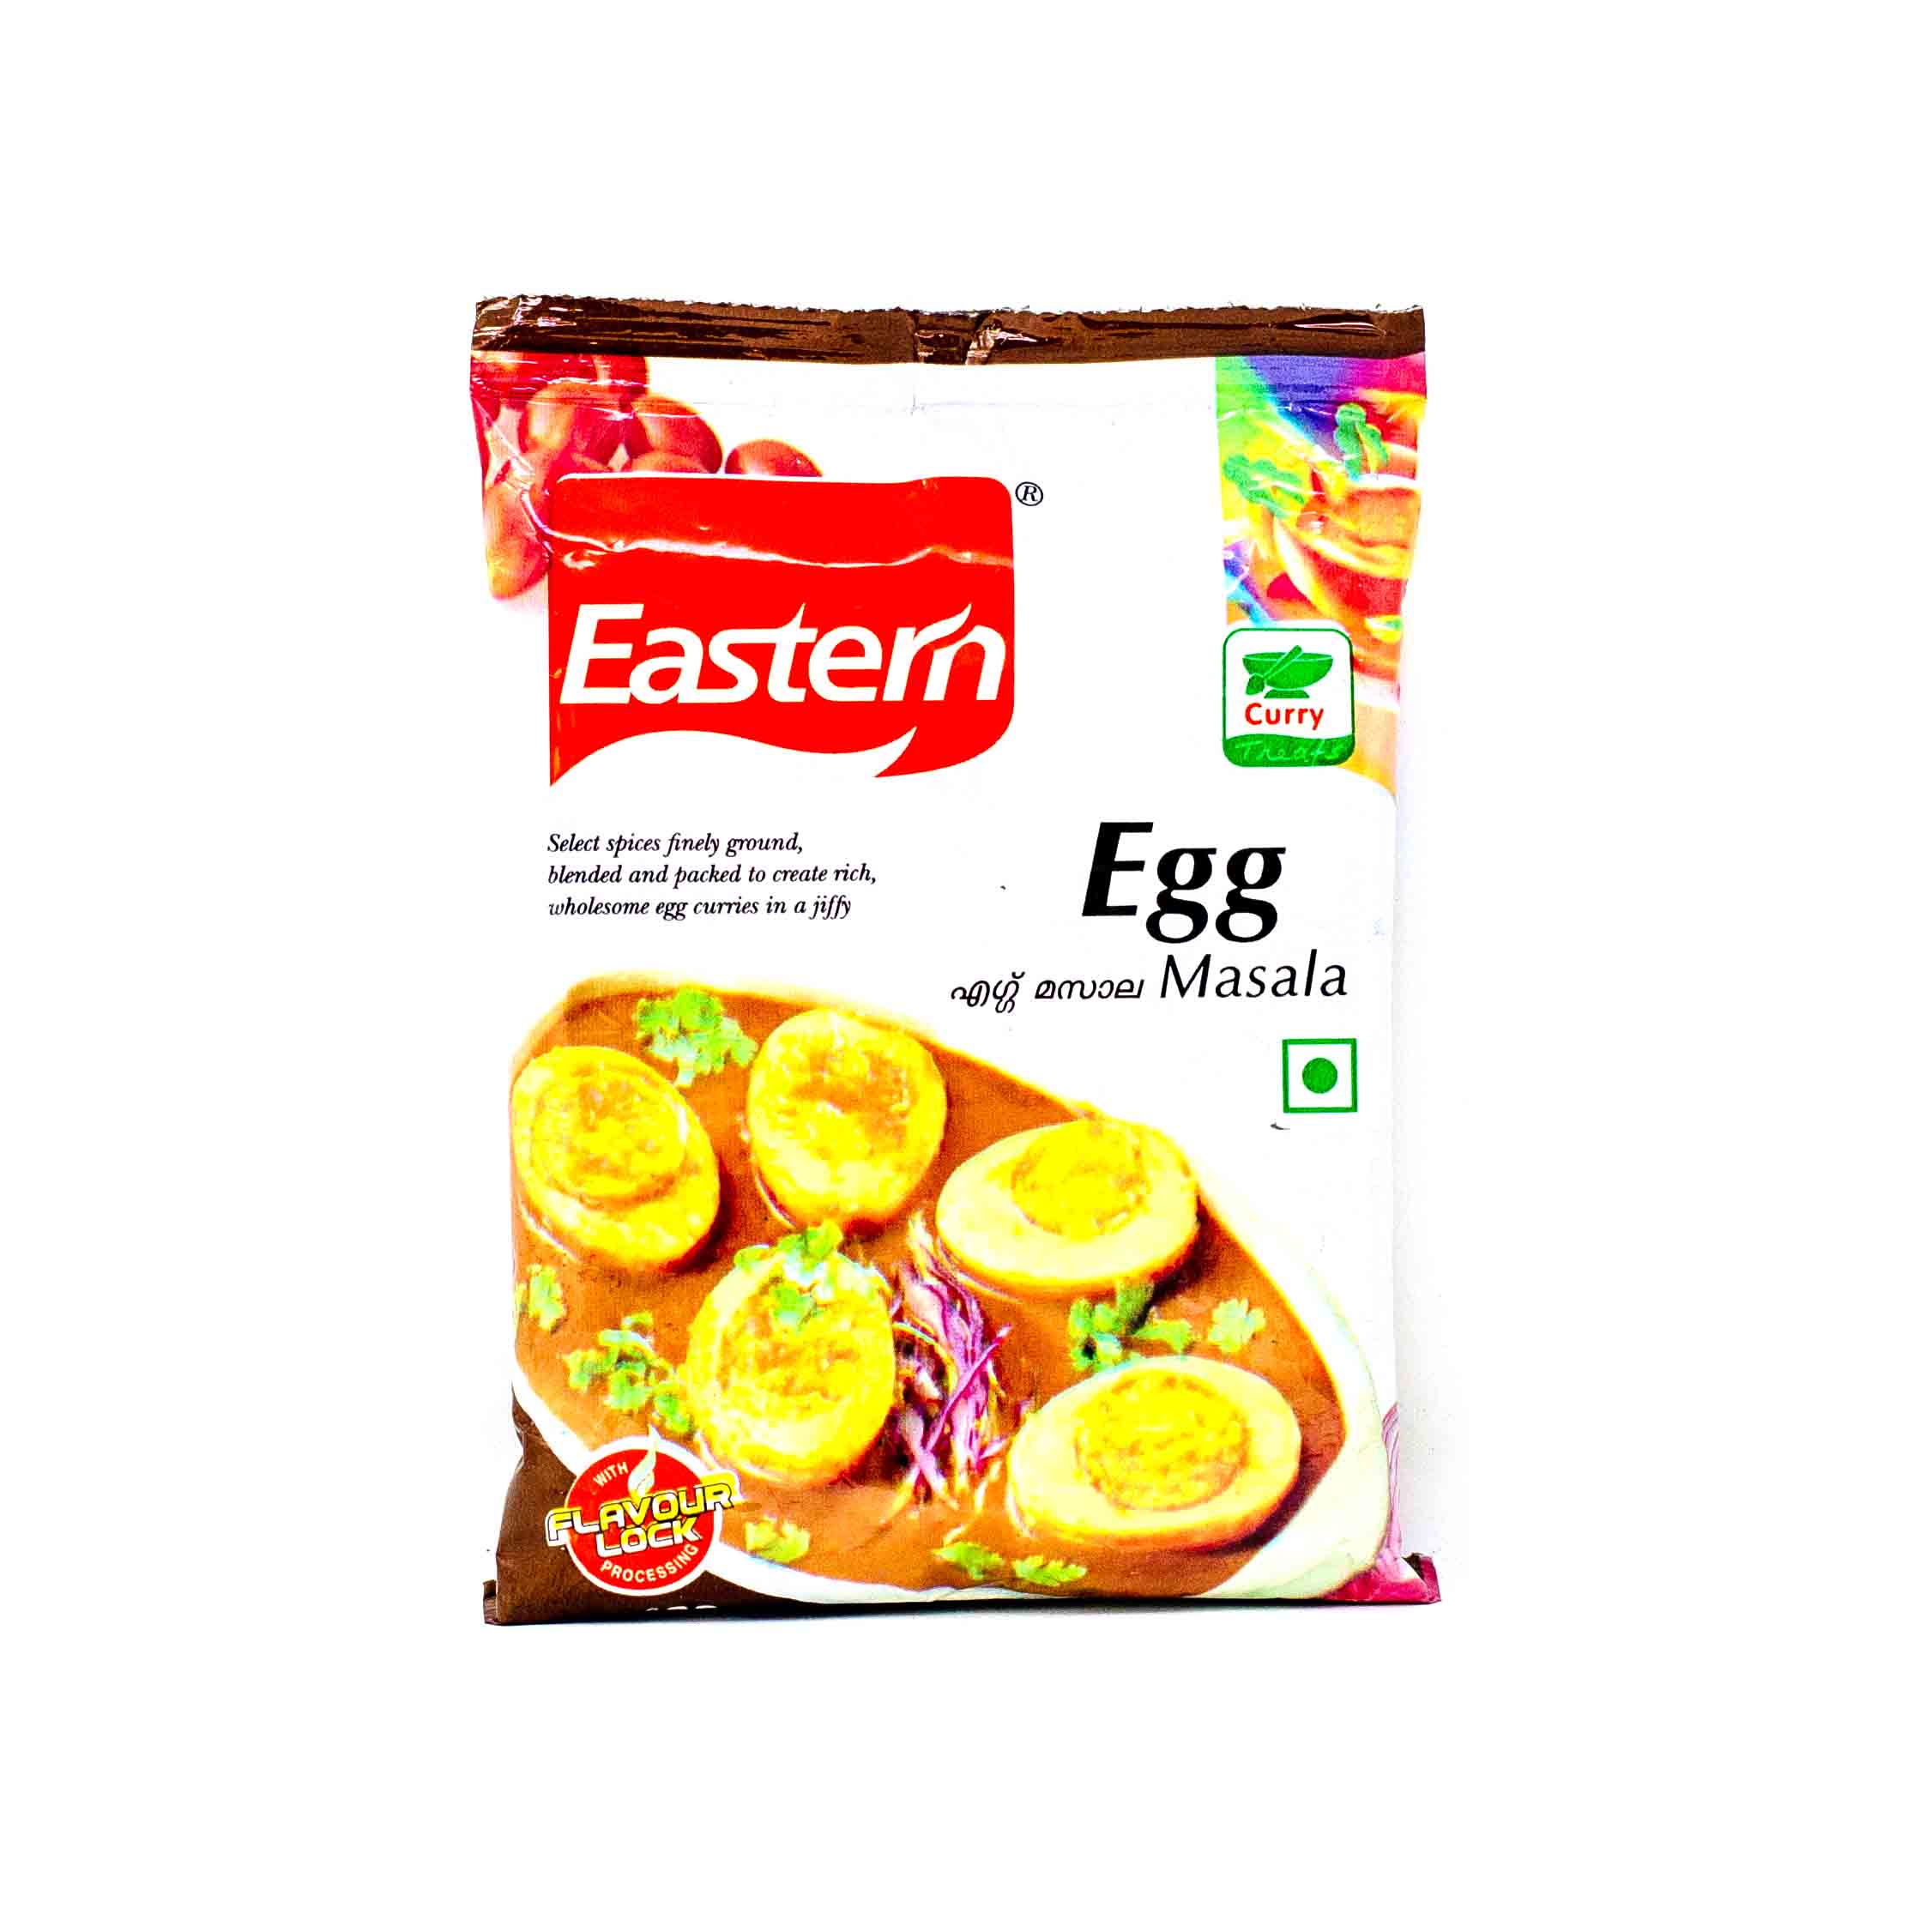 Eastern®
Curry
Treats
Select spices finely ground,
blended and packed to create rich,
wholesome egg curries in a jiffy
Egg
എഗ്ഗ് മസാല Masala
WITH
FLAVOUR
LOCK
PROCESSING